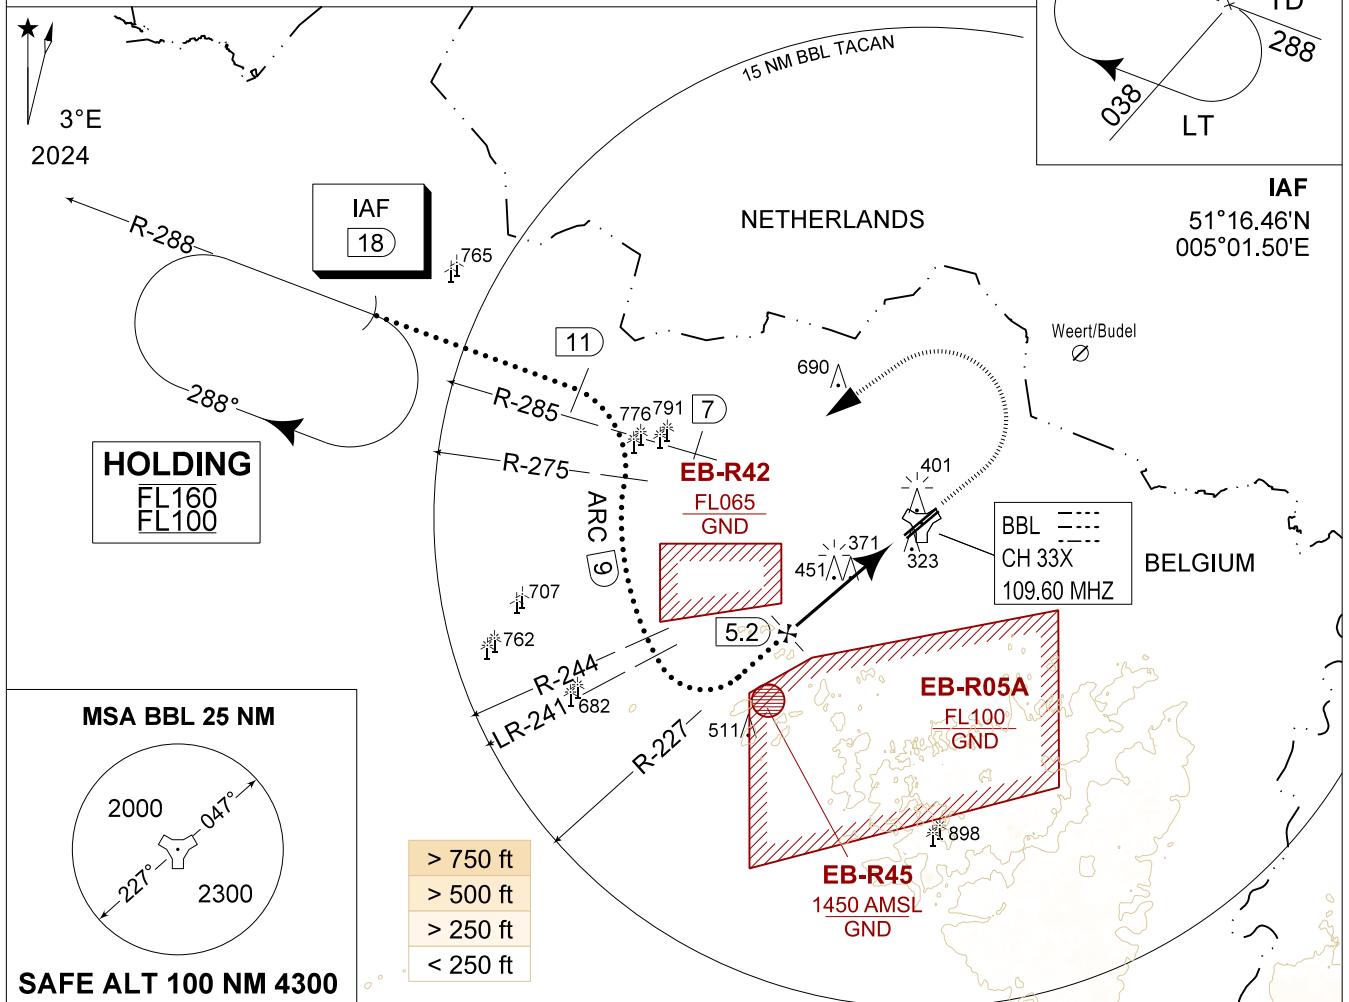 TD
288
038
LT
15 NM BBL TACAN
3°E
2024
IAF
18
IAF
51°16.46'N
005°01.50'E
NETHERLANDS
R-288
765
Weert/Budel
11
690
288°
R-285
776
791
7
HOLDING
FL160
FL100
R-275
EB-R42
FL065
GND
401
ARC
9
BBL
CH 33X
109.60 MHZ
BELGIUM
371
451
323
707
762
5.2
R-244
LR-241
682
R-227
511
EB-R05A
FL100
GND
MSA BBL 25 NM
2000
047°
227°
2300
898
> 750 ft
> 500 ft
> 250 ft
< 250 ft
EB-R45
1450 AMSL
GND
SAFE ALT 100 NM 4300